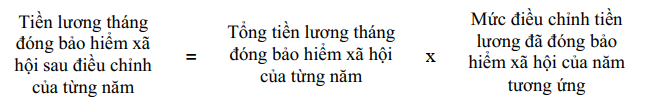 Tiền lương tháng
đóng bảo hiểm xã
hội sau điều chỉnh
của từng năm
=
Tổng tiền lương tháng
đóng bảo hiểm xã hội
của từng năm
x
Mức điều chỉnh tiền
lương đã đóng bảo
hiểm xã hội của năm
tương ứng